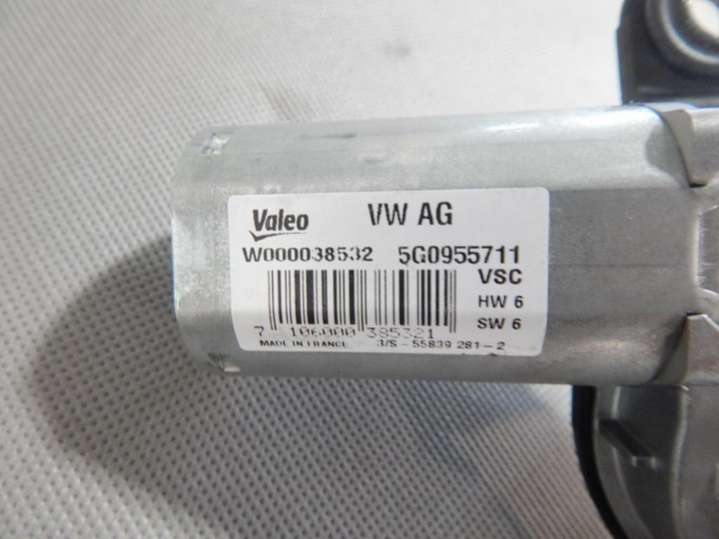 Valeo VW AG
W000038532 5G0955711
VSC
HW 6
SW 6
7 106000 385321
MADE IN FRANCE 3/S - 55839 281-2